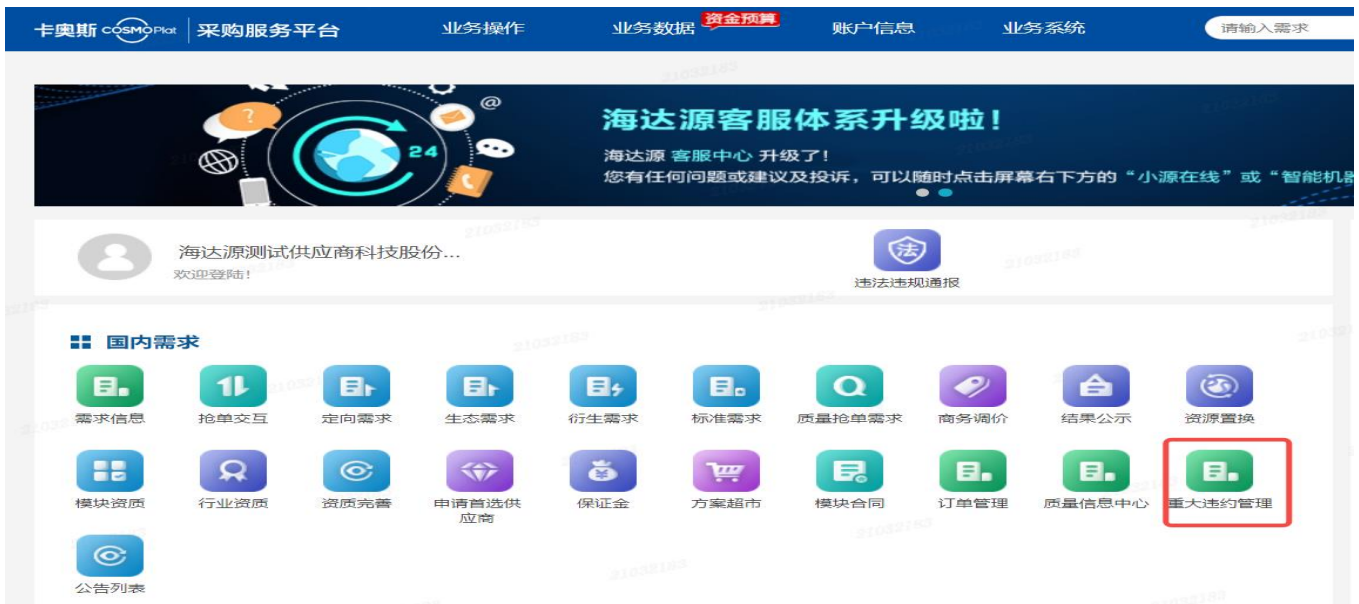 卡奥斯 COSMOPlat 采购服务平台 业务操作 业务数据 资金预算 账户信息 业务系统 请输入需求
海达源客服体系升级啦！
海达源 客服中心 升级了！
您有任何问题或建议及投诉，可以随时点击屏幕右下方的“小源在线”或“智能机器
@
?
24
海达源测试供应商科技股份...
欢迎登陆！
法
违法违规通报
国内需求
需求信息 抢单交互 定向需求 生态需求 衍生需求 标准需求 质量抢单需求 商务调价 结果公示 资源置换
模块资质 行业资质 资质完善 申请首选供应商 保证金 方案超市 模块合同 订单管理 质量信息中心 重大违约管理
公告列表
21032183